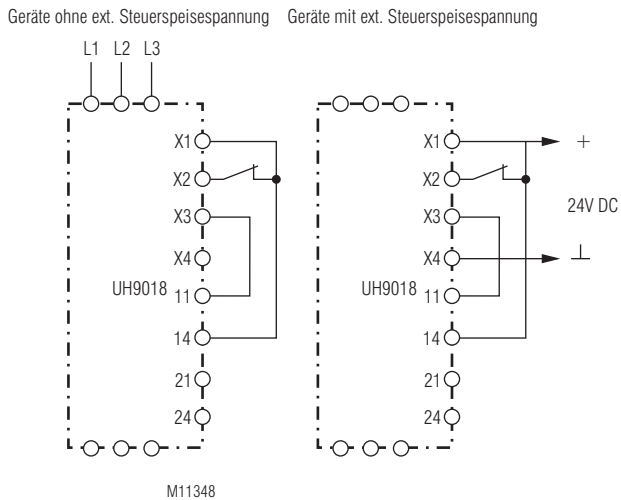 Geräte ohne ext. Steuerspeisespannung
L1 L2 L3
X1
X2
X3
X4
UH9018
11
14
21
24
Geräte mit ext. Steuerspeisespannung
X1
+
X2
24V DC
X3
X4
UH9018
11
14
21
24
M11348